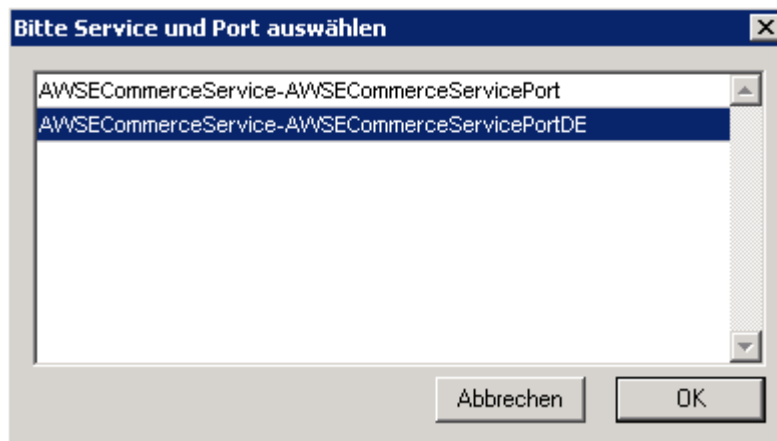 Bitte Service und Port auswählen
AWSECommerceService-AWSECommerceServicePort
AWSECommerceService-AWSECommerceServicePortDE
Abbrechen OK